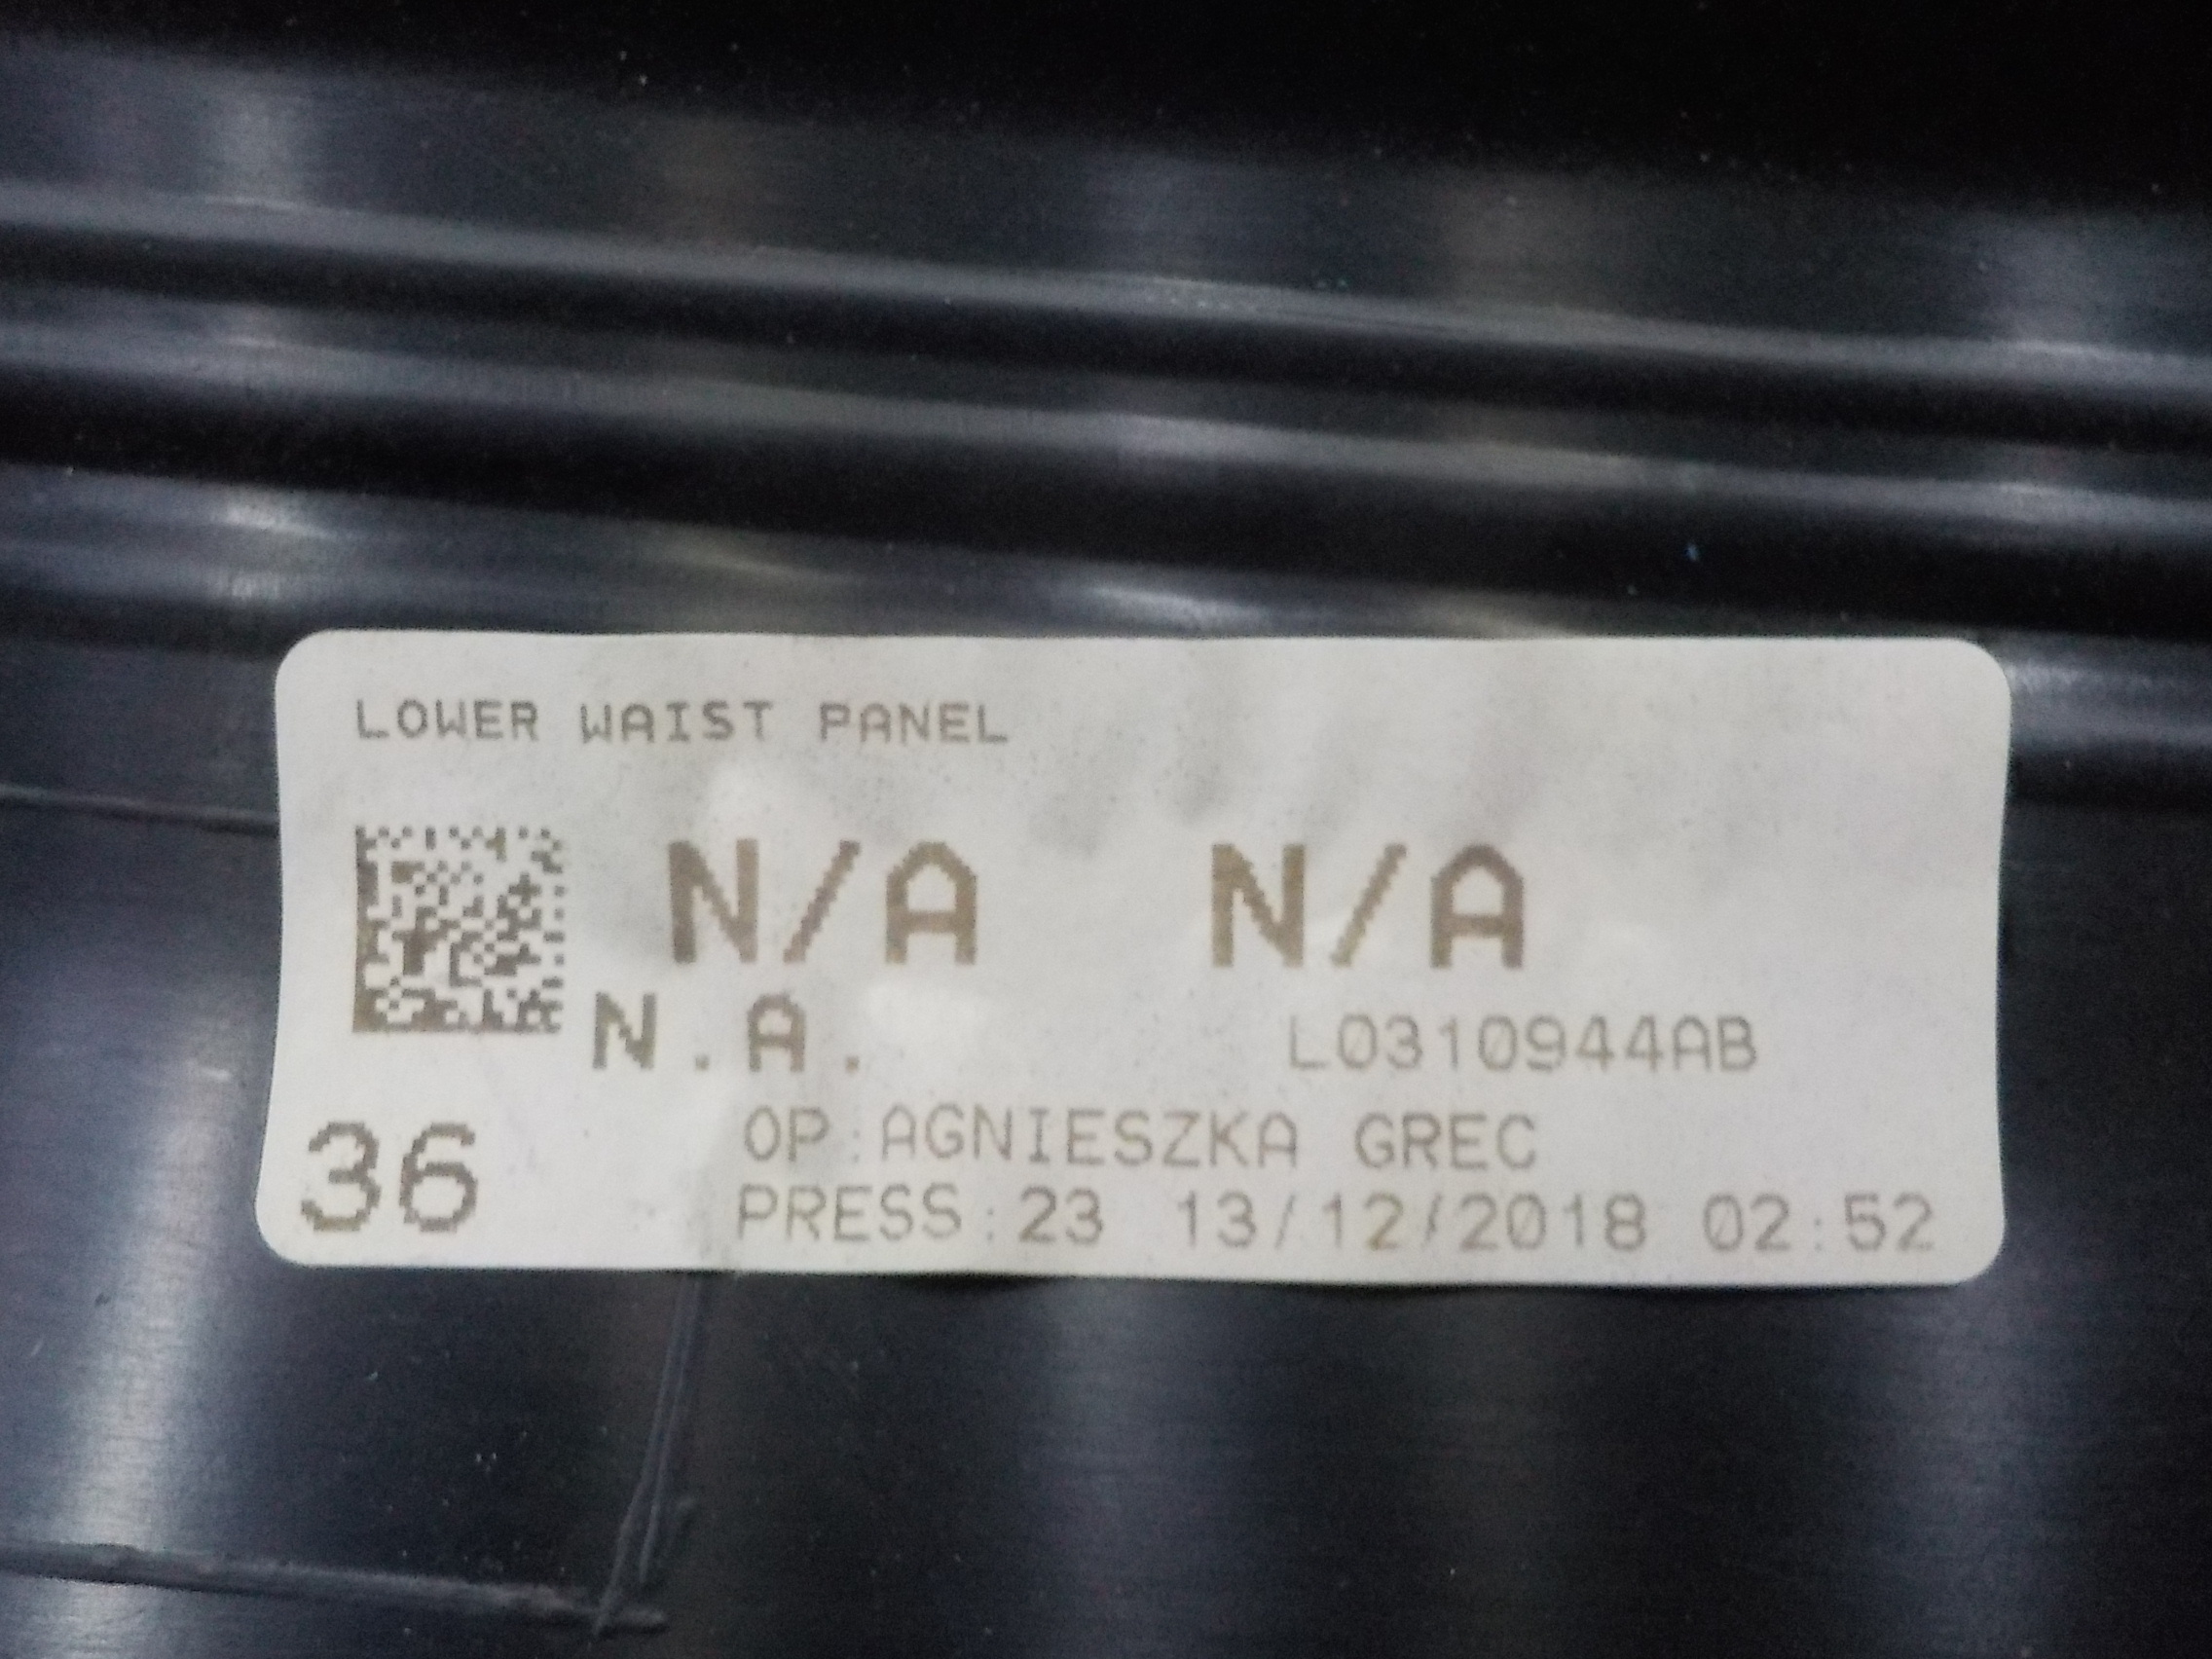 LOWER WAIST PANEL
N/A N/A
N.A. L0310944AB
OP:AGNIESZKA GREC
36 PRESS:23 13/12/2018 02:52